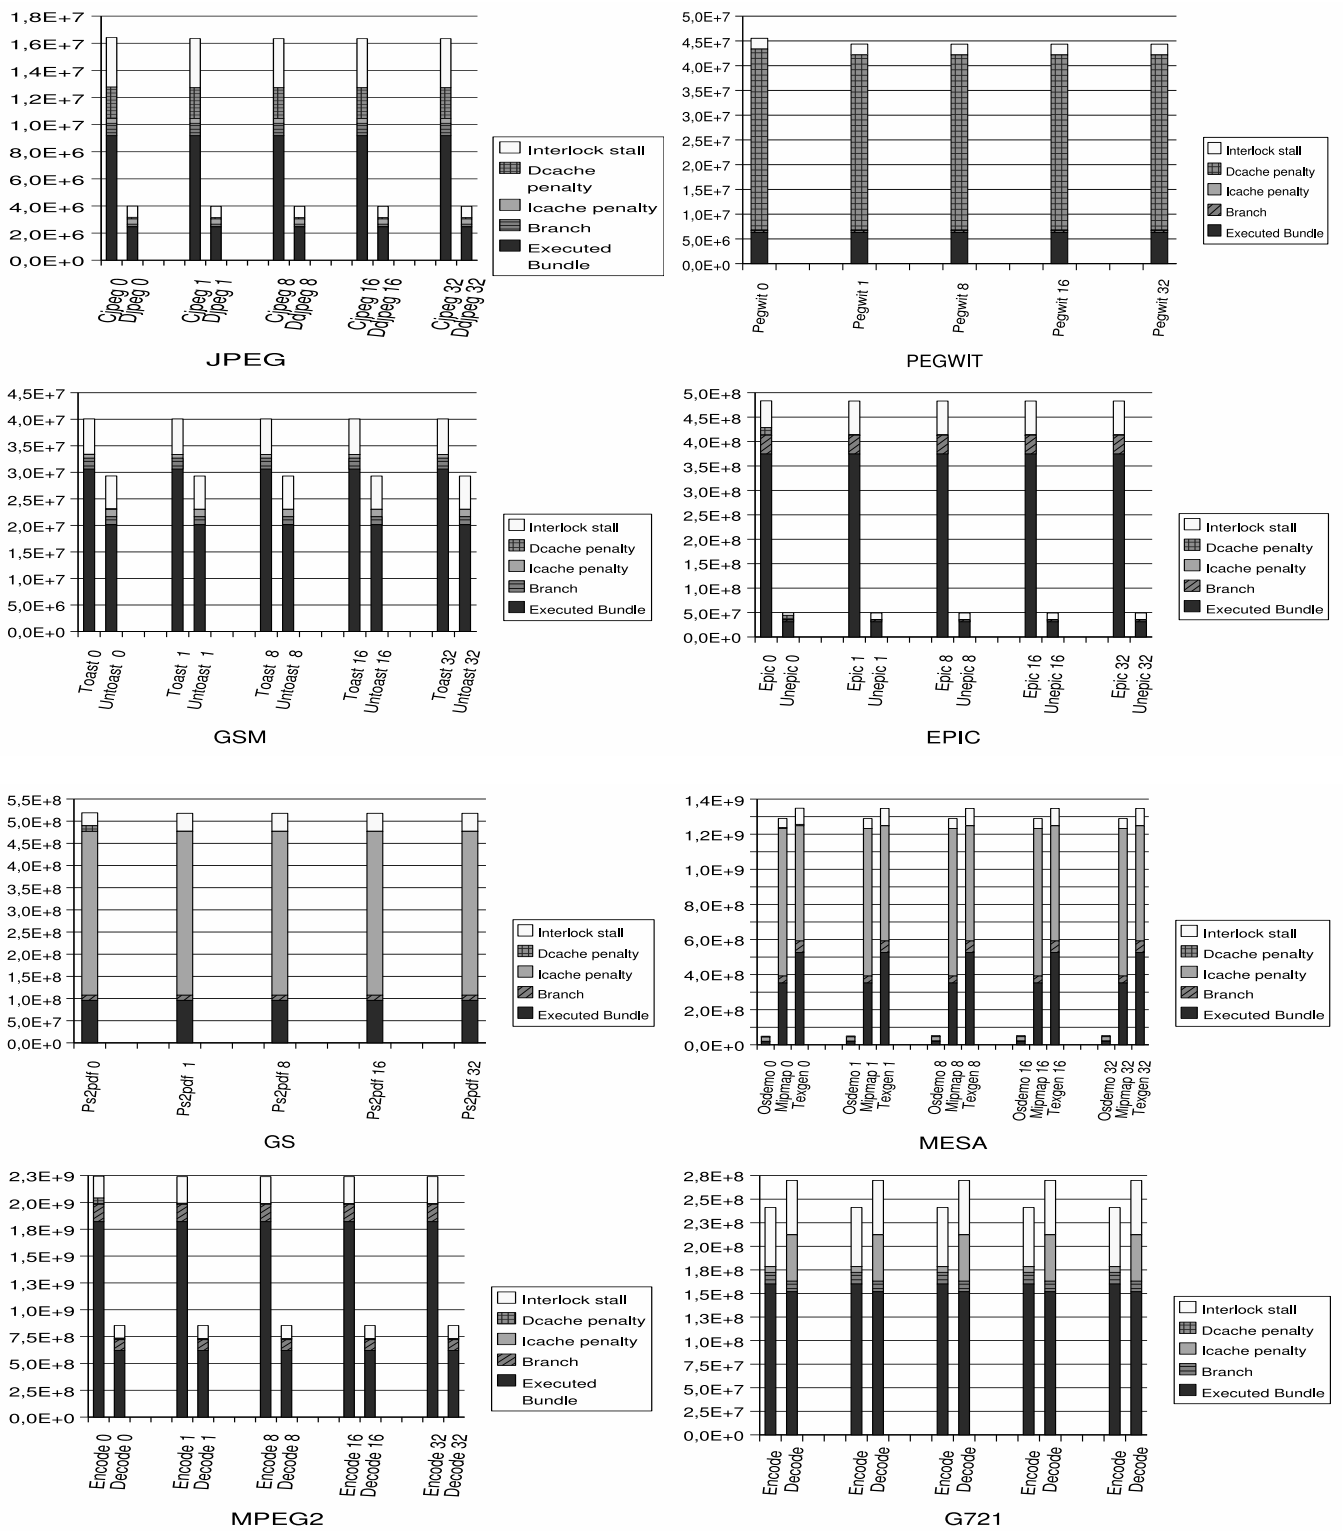 1,8E+7
1,6E+7
1,4E+7
1,2E+7
1,0E+7
8,0E+6
6,0E+6
4,0E+6
2,0E+6
0,0E+0
Cjpeg 0
Djpeg 0
Cjpeg 1
Djpeg 1
Cjpeg 8
Ddjpeg 8
Cjpeg 16
Ddjpeg 16
Cjpeg 32
Ddjpeg 32
Interlock stall
Dcache
penalty
Icache penalty
Branch
Executed
Bundle
JPEG
5,0E+7
4,5E+7
4,0E+7
3,5E+7
3,0E+7
2,5E+7
2,0E+7
1,5E+7
1,0E+7
5,0E+6
0,0E+0
Pegwit 0
Pegwit 1
Pegwit 8
Pegwit 16
Pegwit 32
Interlock stall
Dcache penalty
Icache penalty
Branch
Executed Bundle
PEGWIT
4,5E+7
4,0E+7
3,5E+7
3,0E+7
2,5E+7
2,0E+7
1,5E+7
1,0E+7
5,0E+6
0,0E+0
Toast 0
Untoast 0
Toast 1
Untoast 1
Toast 8
Untoast 8
Toast 16
Untoast 16
Toast 32
Untoast 32
Interlock stall
Dcache penalty
Icache penalty
Branch
Executed Bundle
GSM
5,0E+8
4,5E+8
4,0E+8
3,5E+8
3,0E+8
2,5E+8
2,0E+8
1,5E+8
1,0E+8
5,0E+7
0,0E+0
Epic 0
Unepic 0
Epic 1
Unepic 1
Epic 8
Unepic 8
Epic 16
Unepic 16
Epic 32
Unepic 32
Interlock stall
Dcache penalty
Icache penalty
Branch
Executed Bundle
EPIC
5,5E+8
5,0E+8
4,5E+8
4,0E+8
3,5E+8
3,0E+8
2,5E+8
2,0E+8
1,5E+8
1,0E+8
5,0E+7
0,0E+0
Ps2pdf 0
Ps2pdf 1
Ps2pdf 8
Ps2pdf 16
Ps2pdf 32
Interlock stall
Dcache penalty
Icache penalty
Branch
Executed Bundle
GS
1,4E+9
1,2E+9
1,0E+9
8,0E+8
6,0E+8
4,0E+8
2,0E+8
0,0E+0
Osdemo 0
Mipmap 0
Texgen 0
Osdemo 1
Mipmap 1
Texgen 1
Osdemo 8
Mipmap 8
Texgen 8
Osdemo 16
Mipmap 16
Texgen 16
Osdemo 32
Mipmap 32
Texgen 32
Interlock stall
Dcache penalty
Icache penalty
Branch
Executed Bundle
MESA
2,3E+9
2,0E+9
1,8E+9
1,5E+9
1,3E+9
1,0E+9
7,5E+8
5,0E+8
2,5E+8
0,0E+0
Encode 0
Decode 0
Encode 1
Decode 1
Encode 8
Decode 8
Encode 16
Decode 16
Encode 32
Decode 32
Interlock stall
Dcache penalty
Icache penalty
Branch
Executed
Bundle
MPEG2
2,8E+8
2,5E+8
2,3E+8
2,0E+8
1,8E+8
1,5E+8
1,3E+8
1,0E+8
7,5E+7
5,0E+7
2,5E+7
0,0E+0
Encode
Decode
Encode
Decode
Encode
Decode
Encode
Decode
Encode
Decode
Interlock stall
Dcache penalty
Icache penalty
Branch
Executed Bundle
G721